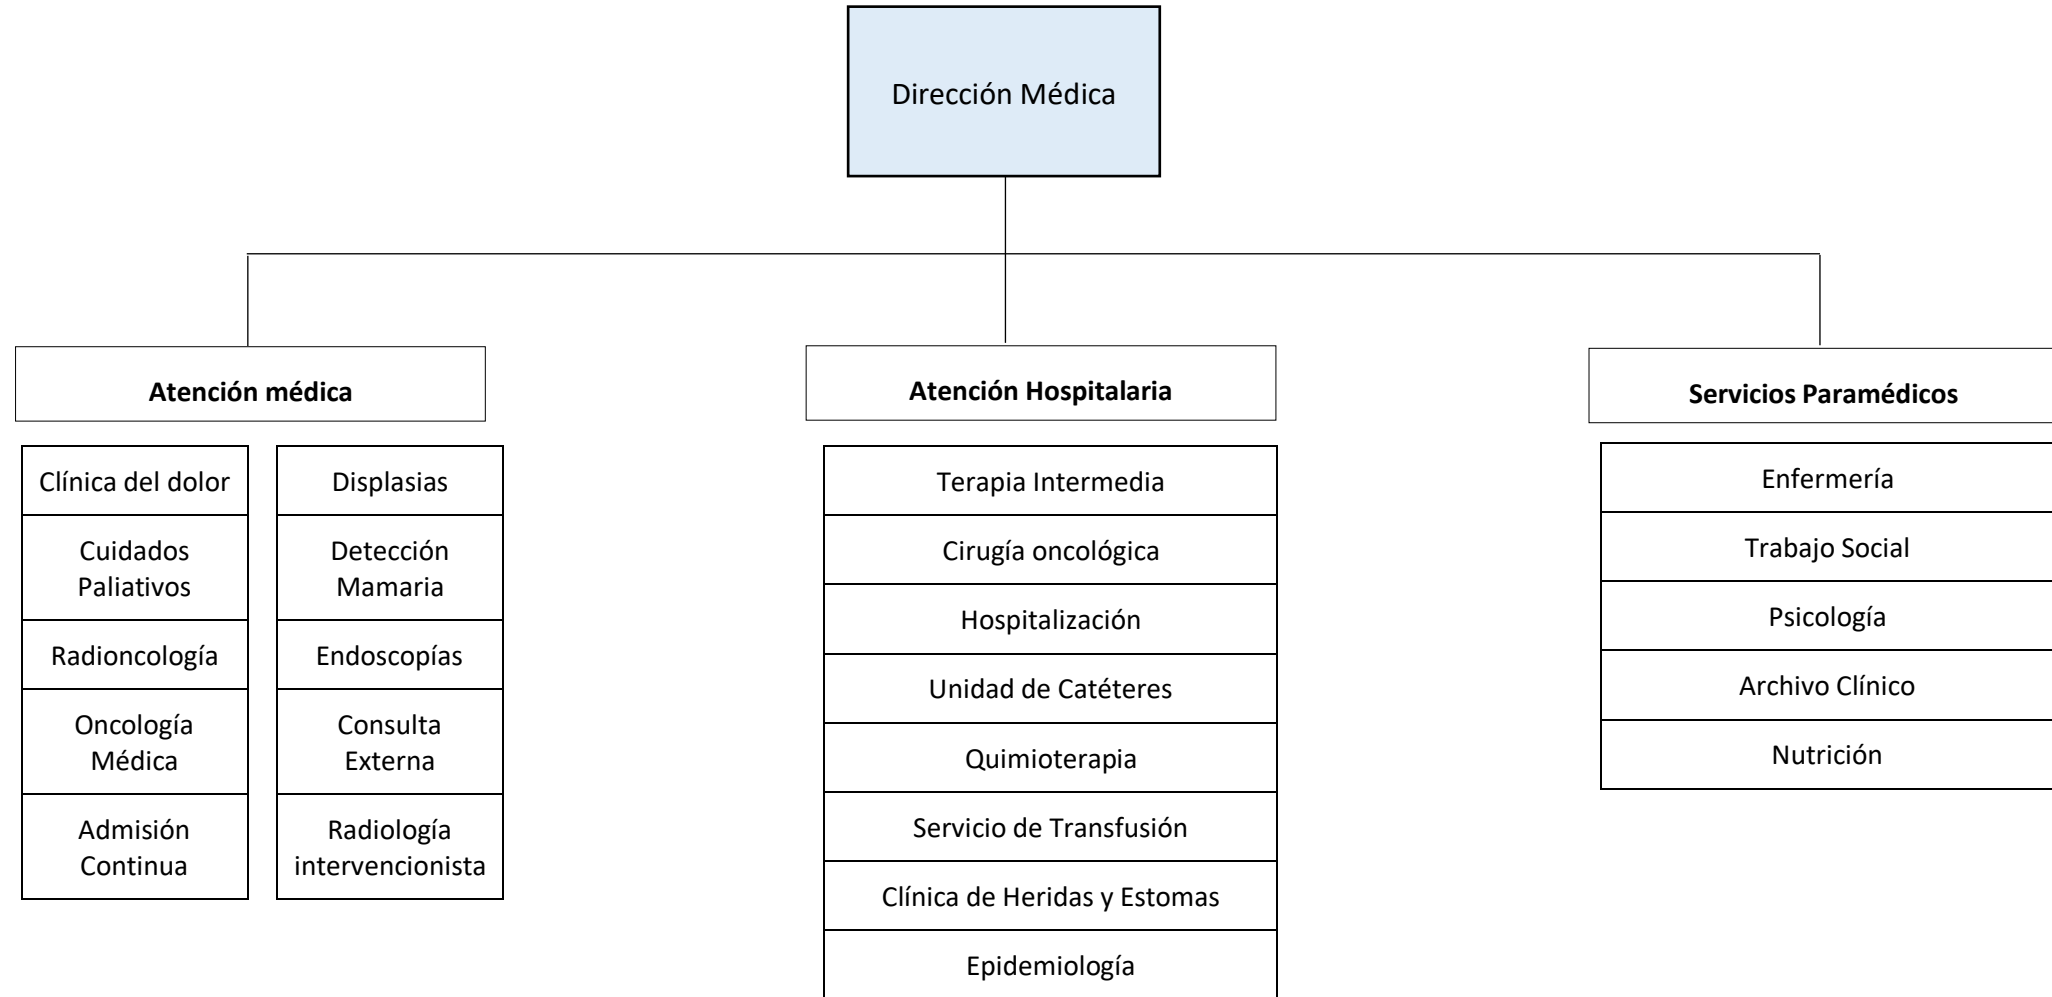 Dirección Médica
Atención médica
Clínica del dolor
Cuidados
Paliativos
Radioncología
Oncología
Médica
Admisión
Continua
Displasias
Detección
Mamaria
Endoscopías
Consulta
Externa
Radiología
intervencionista
Atención Hospitalaria
Terapia Intermedia
Cirugía oncológica
Hospitalización
Unidad de Catéteres
Quimioterapia
Servicio de Transfusión
Clínica de Heridas y Estomas
Epidemiología
Servicios Paramédicos
Enfermería
Trabajo Social
Psicología
Archivo Clínico
Nutrición